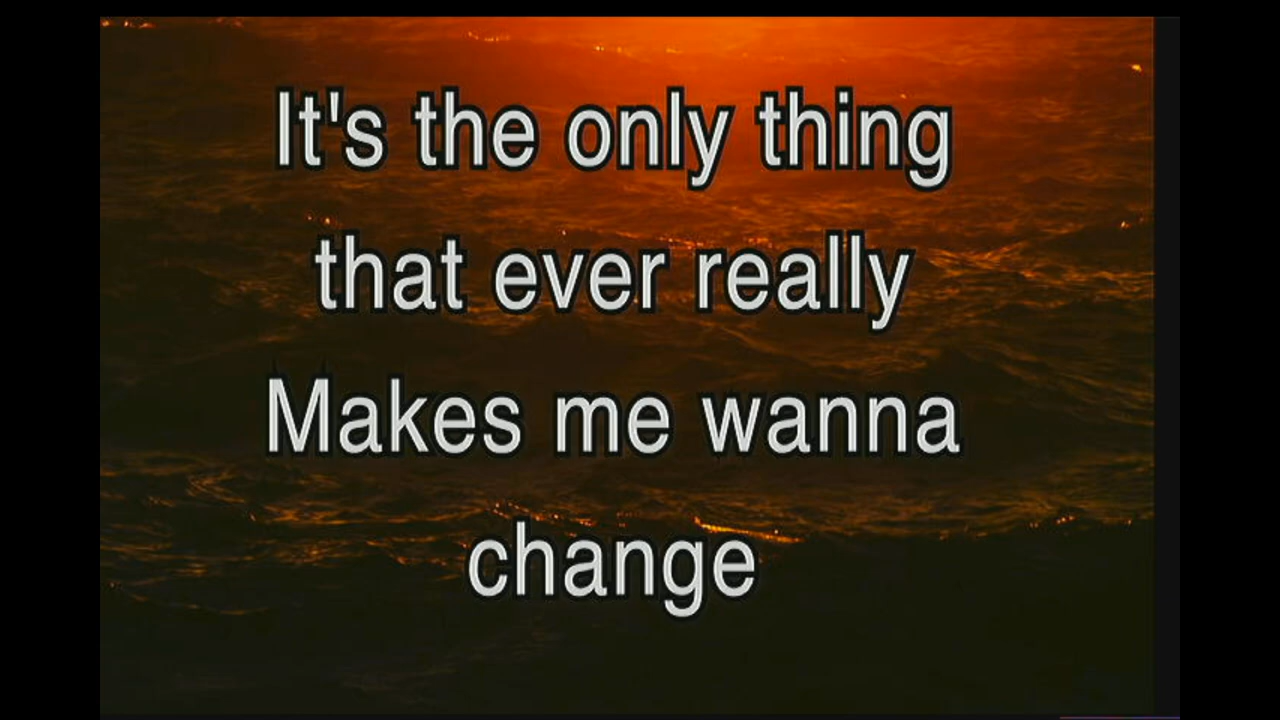 It's the only thing
that ever really
Makes me wanna
change